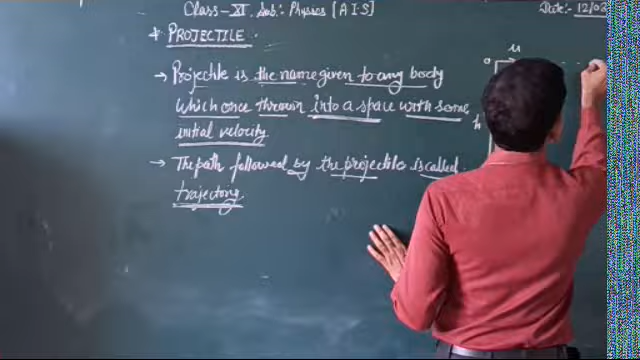 Class-XI Sub:- Physics [A I S]
Date:- 12/03
* PROJECTILE.
→ Projectile is the name given to any body
which once thrown into a space with some
initial velocity
→ The path followed by the projectile is called
trajectory.
u
o
h